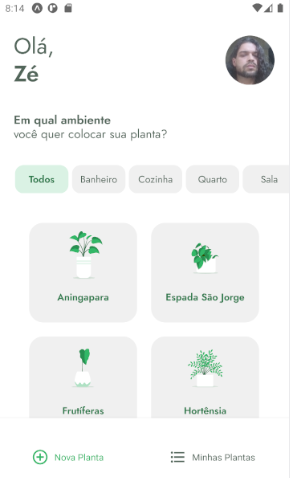 8:14
Olá,
Zé
Em qual ambiente
você quer colocar sua planta?
Todos Banheiro Cozinha Quarto Sala
Aningapara Espada São Jorge
Frutíferas Hortênsia
Nova Planta Minhas Plantas